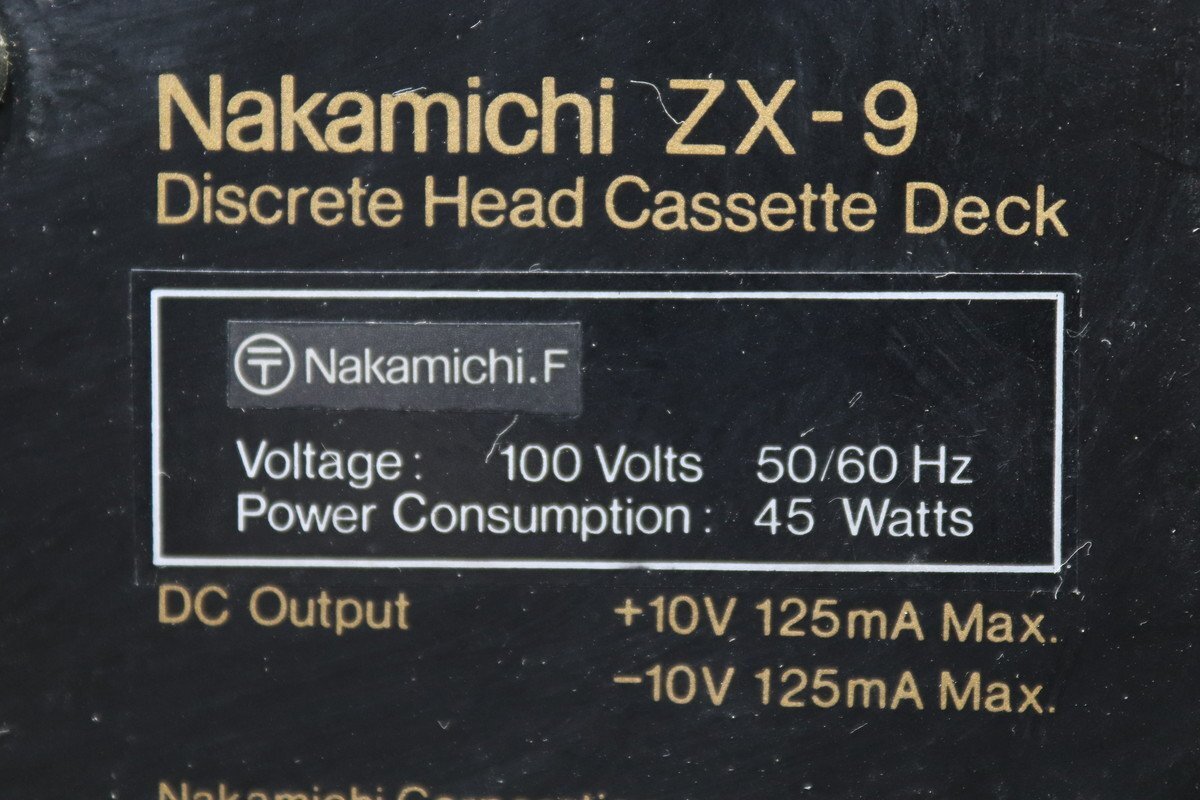 Nakamichi ZX-9
Discrete Head Cassette Deck
〒 Nakamichi.F
Voltage: 100 Volts 50/60 Hz
Power Consumption: 45 Watts
DC Output +10V 125mA Max.
-10V 125mA Max.
Nakamichi